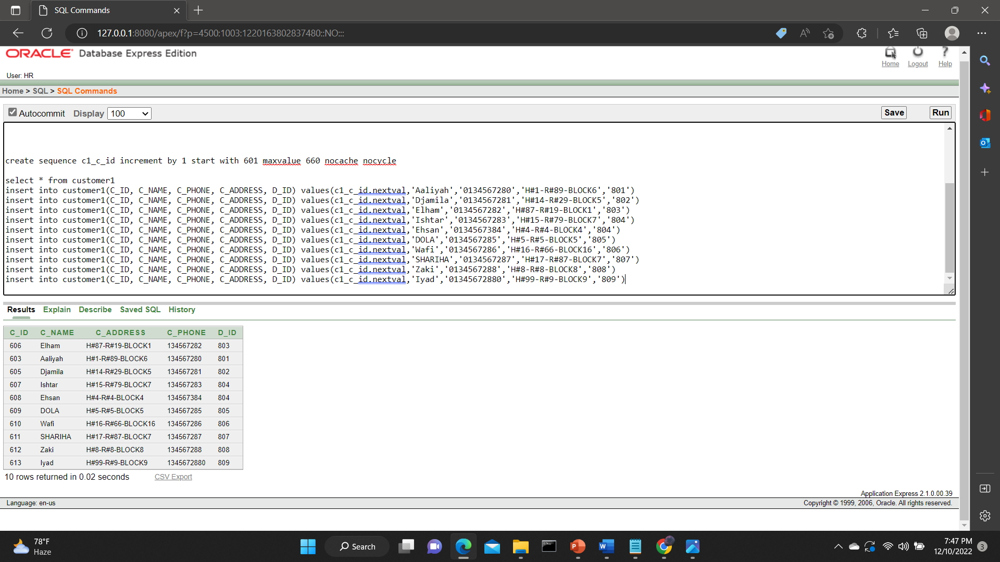 SQL Commands
127.0.0.1:8080/apex/f?p=4500:1003:1220163802837480::NO:::
ORACLE Database Express Edition
Home Logout Help
User: HR
Home > SQL > SQL Commands
Autocommit Display 100 Save Run
create sequence c1_c_id increment by 1 start with 601 maxvalue 660 nocache nocycle
select * from customer1
insert into customer1(C_ID, C_NAME, C_PHONE, C_ADDRESS, D_ID) values(c1_c_id.nextval,'Aaliyah','0134567280','H#1-R#89-BLOCK6','801')
insert into customer1(C_ID, C_NAME, C_PHONE, C_ADDRESS, D_ID) values(c1_c_id.nextval,'Djamila','0134567281','H#14-R#29-BLOCK5','802')
insert into customer1(C_ID, C_NAME, C_PHONE, C_ADDRESS, D_ID) values(c1_c_id.nextval,'Elham','0134567282','H#87-R#19-BLOCK1','803')
insert into customer1(C_ID, C_NAME, C_PHONE, C_ADDRESS, D_ID) values(c1_c_id.nextval,'Ishtar','0134567283','H#15-R#79-BLOCK7','804')
insert into customer1(C_ID, C_NAME, C_PHONE, C_ADDRESS, D_ID) values(c1_c_id.nextval,'Ehsan','0134567384','H#4-R#4-BLOCK4','804')
insert into customer1(C_ID, C_NAME, C_PHONE, C_ADDRESS, D_ID) values(c1_c_id.nextval,'DOLA','0134567285','H#5-R#5-BLOCK5','805')
insert into customer1(C_ID, C_NAME, C_PHONE, C_ADDRESS, D_ID) values(c1_c_id.nextval,'Wafi','0134567286','H#16-R#66-BLOCK16','806')
insert into customer1(C_ID, C_NAME, C_PHONE, C_ADDRESS, D_ID) values(c1_c_id.nextval,'SHARIHA','0134567287','H#17-R#87-BLOCK7','807')
insert into customer1(C_ID, C_NAME, C_PHONE, C_ADDRESS, D_ID) values(c1_c_id.nextval,'Zaki','0134567288','H#8-R#8-BLOCK8','808')
insert into customer1(C_ID, C_NAME, C_PHONE, C_ADDRESS, D_ID) values(c1_c_id.nextval,'Iyad','01345672880','H#99-R#9-BLOCK9','809')
Results Explain Describe Saved SQL History
C_ID C_NAME C_ADDRESS C_PHONE D_ID
606 Elham H#87-R#19-BLOCK1 134567282 803
603 Aaliyah H#1-R#89-BLOCK6 134567280 801
605 Djamila H#14-R#29-BLOCK5 134567281 802
607 Ishtar H#15-R#79-BLOCK7 134567283 804
608 Ehsan H#4-R#4-BLOCK4 134567384 804
609 DOLA H#5-R#5-BLOCK5 134567285 805
610 Wafi H#16-R#66-BLOCK16 134567286 806
611 SHARIHA H#17-R#87-BLOCK7 134567287 807
612 Zaki H#8-R#8-BLOCK8 134567288 808
613 Iyad H#99-R#9-BLOCK9 1345672880 809
10 rows returned in 0.02 seconds CSV Export
Application Express 2.1.0.00.39
Language: en-us Copyright © 1999, 2006, Oracle. All rights reserved.
78°F
Haze
Search
7:47 PM
12/10/2022
3